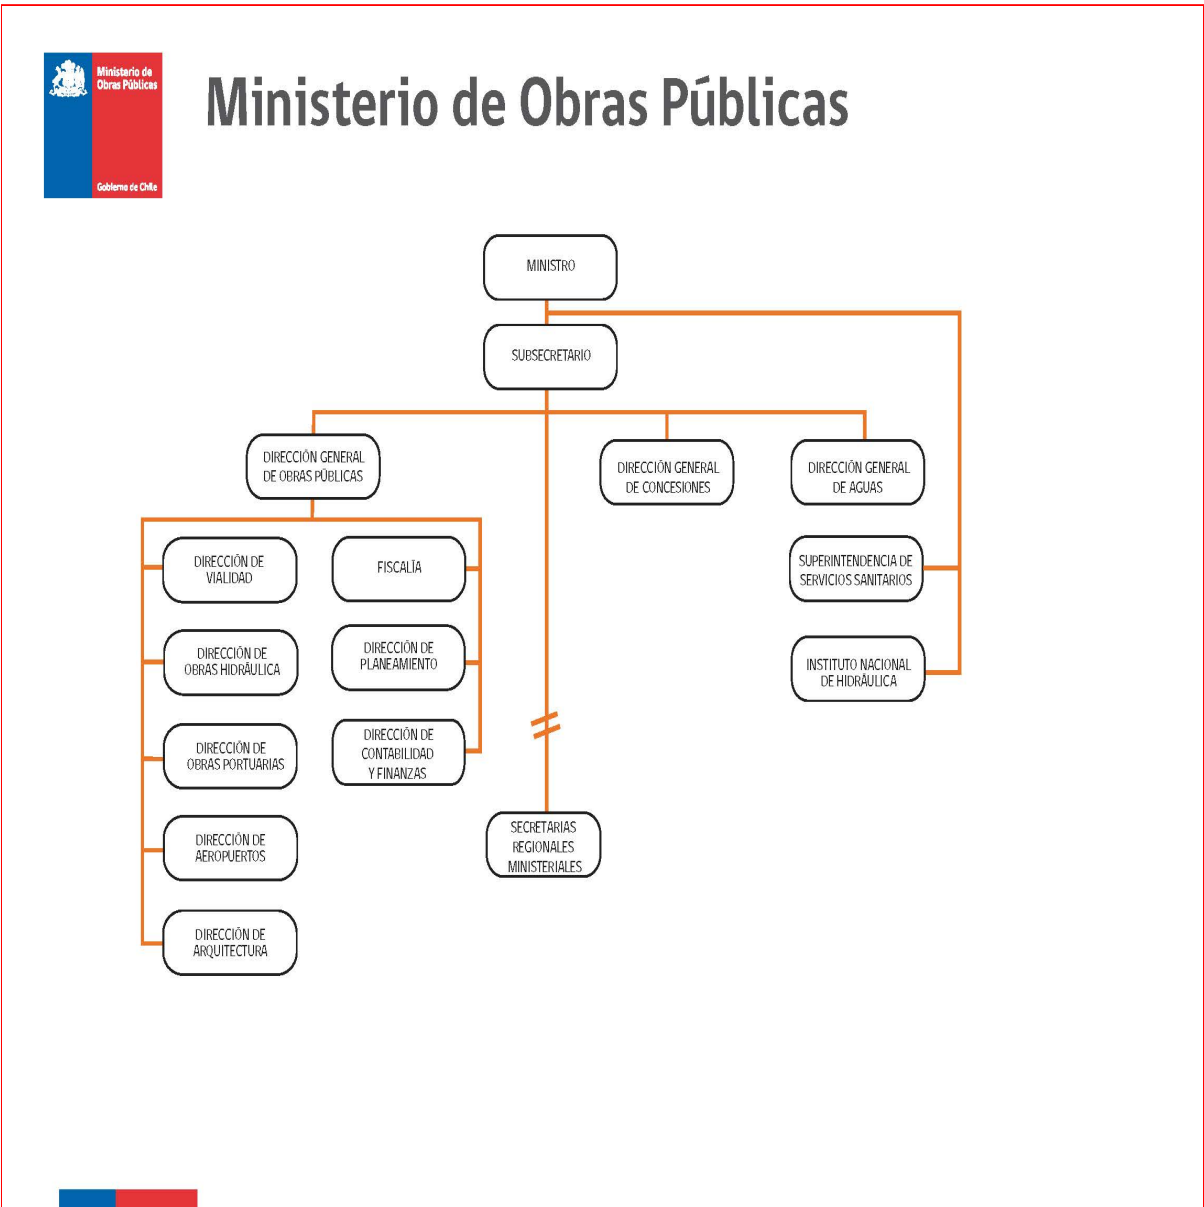 Ministerio de
Obras Públicas
Gobierno de Chile
Ministerio de Obras Públicas
MINISTRO
SUBSECRETARIO
DIRECCIÓN GENERAL
DE OBRAS PÚBLICAS
DIRECCIÓN GENERAL
DE CONCESIONES
DIRECCIÓN GENERAL
DE AGUAS
DIRECCIÓN DE
VIALIDAD
FISCALÍA
SUPERINTENDENCIA DE
SERVICIOS SANITARIOS
DIRECCIÓN DE
OBRAS HIDRÁULICA
DIRECCIÓN DE
PLANEAMIENTO
INSTITUTO NACIONAL
DE HIDRÁULICA
DIRECCIÓN DE
OBRAS PORTUARIAS
DIRECCIÓN DE
CONTABILIDAD
Y FINANZAS
DIRECCIÓN DE
AEROPUERTOS
SECRETARIAS
REGIONALES
MINISTERIALES
DIRECCIÓN DE
ARQUITECTURA